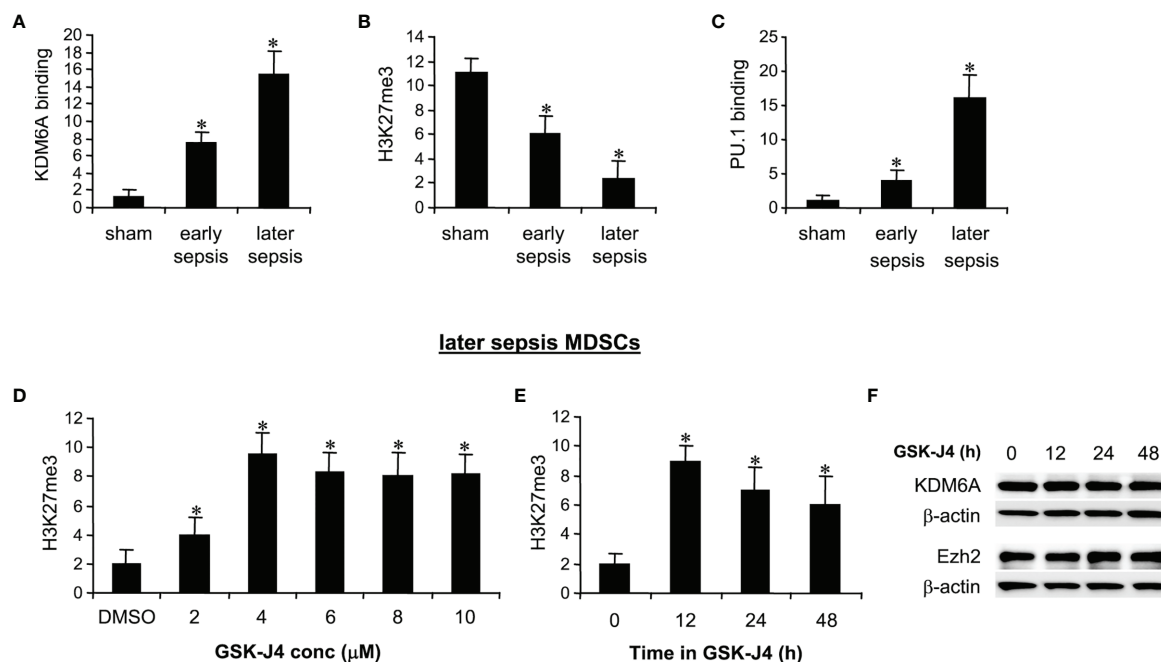 A
KDM6A binding
20
18
16
14
12
10
8
6
4
2
0
*
*
sham
early
sepsis
later
sepsis
B
H3K27me3
14
12
10
8
6
4
2
0
*
*
sham
early
sepsis
later
sepsis
C
PU.1 binding
25
20
15
10
5
0
*
*
sham
early
sepsis
later
sepsis
later sepsis MDSCs
D
H3K27me3
12
10
8
6
4
2
0
*
*
*
*
*
DMSO 2 4 6 8 10
GSK-J4 conc (μM)
E
H3K27me3
12
10
8
6
4
2
0
*
*
*
0 12 24 48
Time in GSK-J4 (h)
F
GSK-J4 (h) 0 12 24 48
KDM6A
β-actin
Ezh2
β-actin